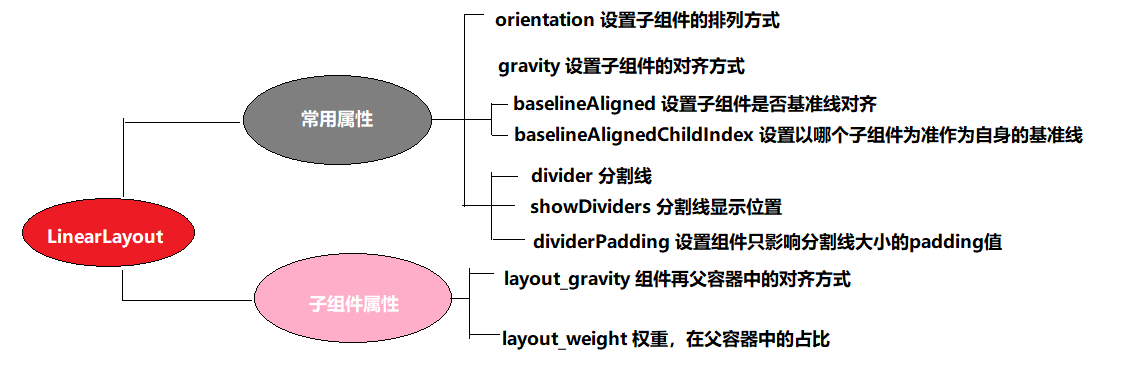 orientation 设置子组件的排列方式
gravity 设置子组件的对齐方式
常用属性
baselineAligned 设置子组件是否基准线对齐
baselineAlignedChildIndex 设置以哪个子组件为准作为自身的基准线
divider 分割线
showDividers 分割线显示位置
LinearLayout
dividerPadding 设置组件只影响分割线大小的padding值
子组件属性
layout_gravity 组件再父容器中的对齐方式
layout_weight 权重，在父容器中的占比